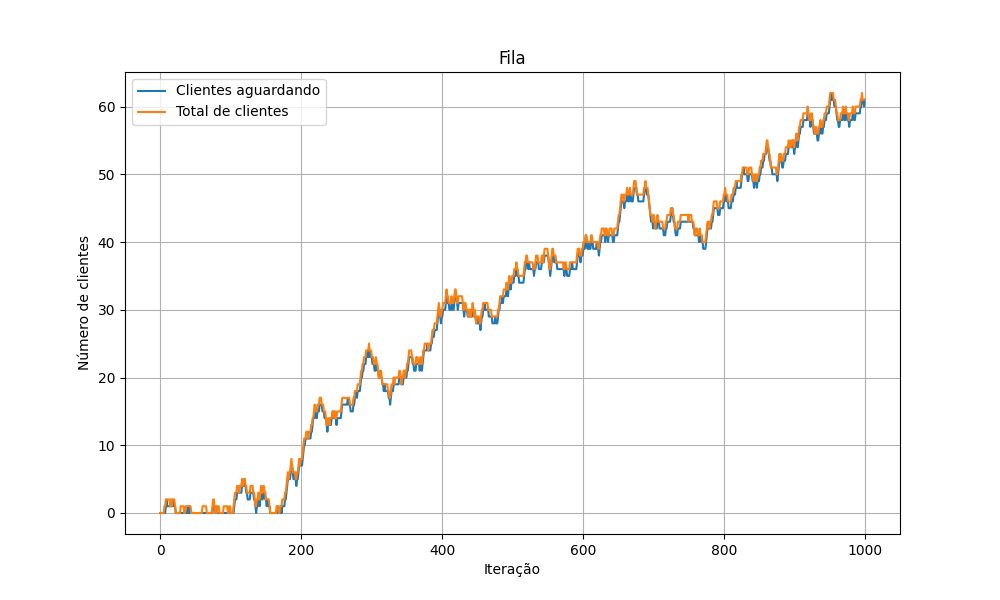 Fila
Clientes aguardando
Total de clientes
60
50
40
30
20
10
0
Número de clientes
0 200 400 600 800 1000
Iteração